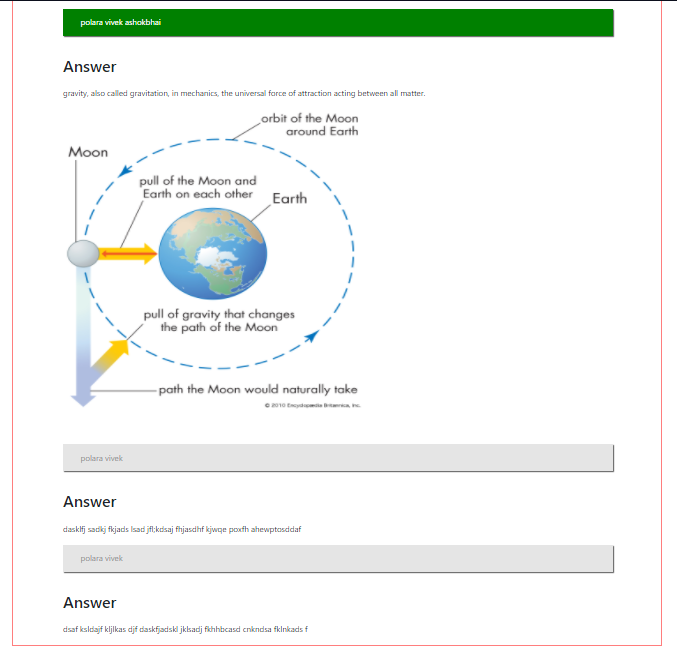 polara vivek ashokbhai
Answer
gravity, also called gravitation, in mechanics, the universal force of attraction acting between all matter.
orbit of the Moon
around Earth
Moon
pull of the Moon and
Earth on each other
Earth
pull of gravity that changes
the path of the Moon
path the Moon would naturally take
© 2010 Encyclopædia Britannica, Inc.
polara vivek
Answer
dasklfj sadkj fkjads lsad jfl;kdsaj fhjasdhf kjwqe poxfh ahewptosddaf
polara vivek
Answer
dsaf ksldajf kljlkas djf daskfjadskl jklsadj fkhhbcasd cnkndsa fklnkads f